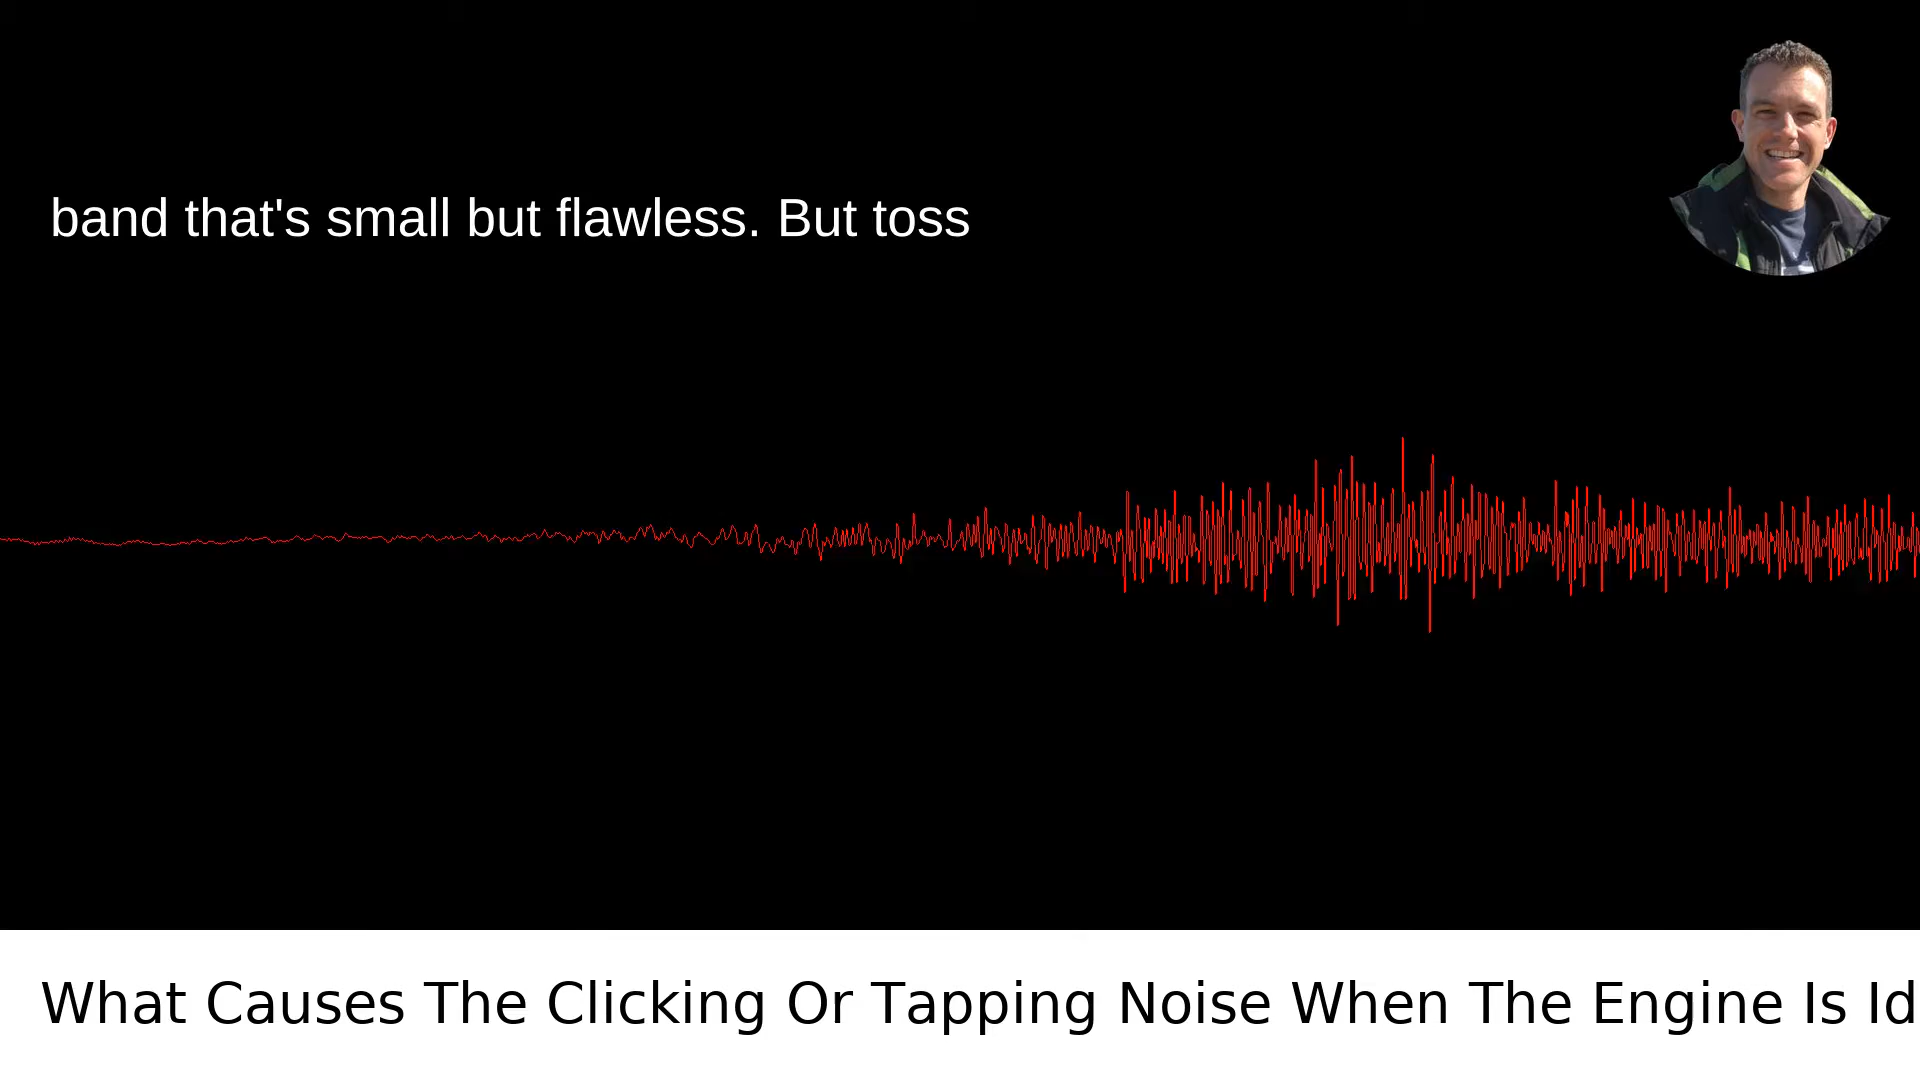 band that's small but flawless. But toss
What Causes The Clicking Or Tapping Noise When The Engine Is Id